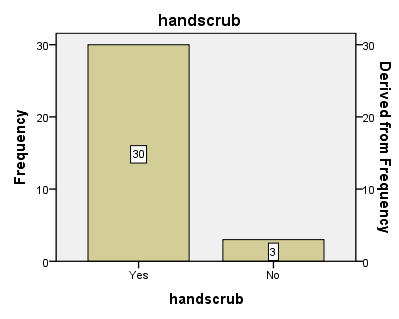 handscrub
30
20
10
0
Frequency
30
3
30
20
10
0
Derived from Frequency
Yes
No
handscrub